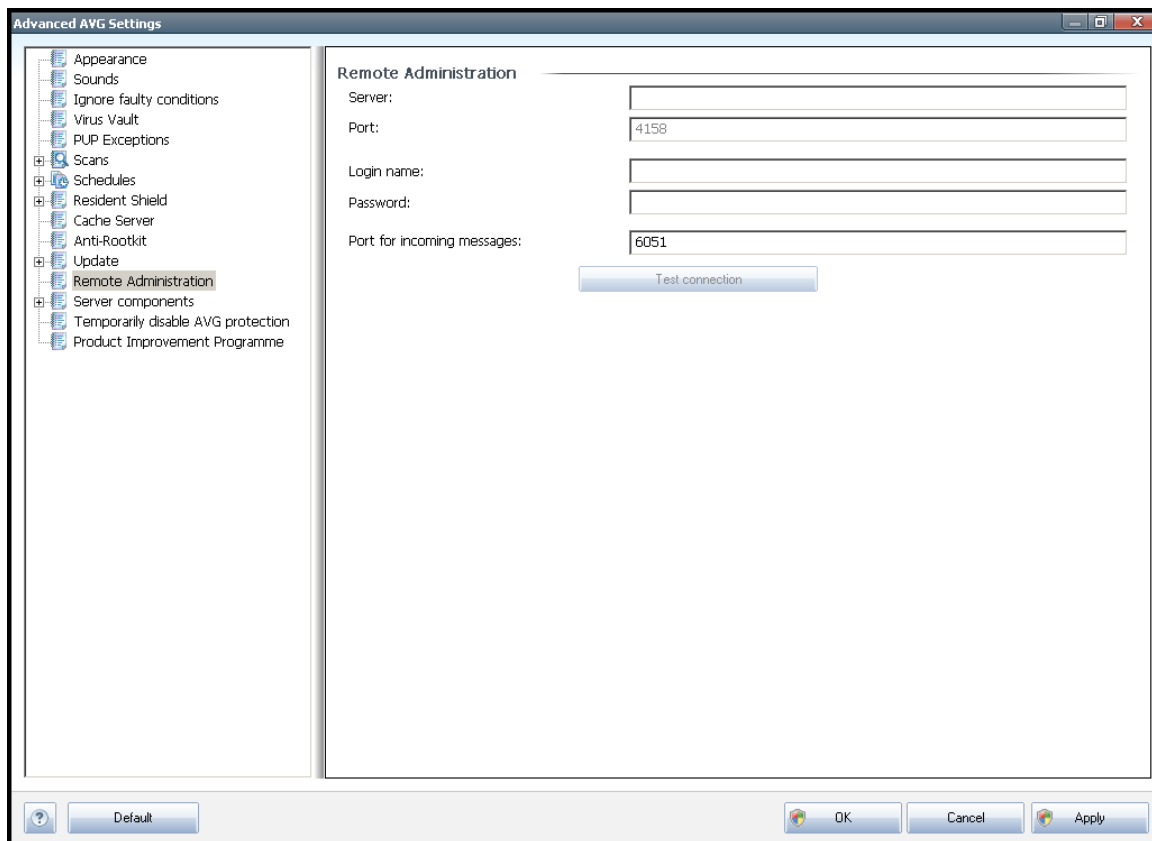 Advanced AVG Settings
Appearance
Sounds
Ignore faulty conditions
Virus Vault
PUP Exceptions
Scans
Schedules
Resident Shield
Cache Server
Anti-Rootkit
Update
Remote Administration
Server components
Temporarily disable AVG protection
Product Improvement Programme
Remote Administration
Server:
Port: 4158
Login name:
Password:
Port for incoming messages: 6051
Test connection
? Default OK Cancel Apply